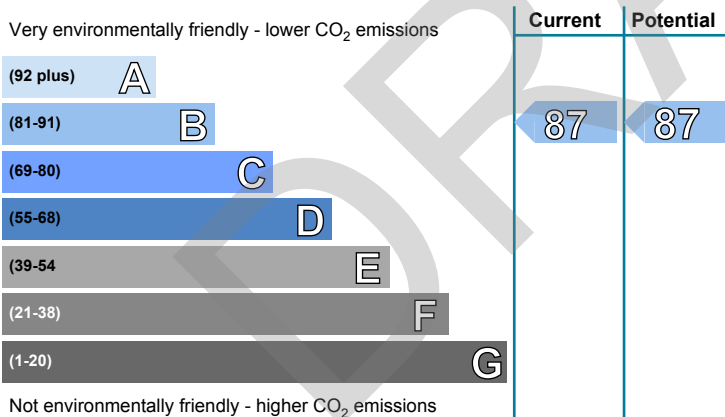 Very environmentally friendly - lower CO2 emissions
Current Potential
(92 plus) A
(81-91) B 87 87
(69-80) C
(55-68) D
(39-54 E
(21-38) F
(1-20) G
Not environmentally friendly - higher CO2 emissions